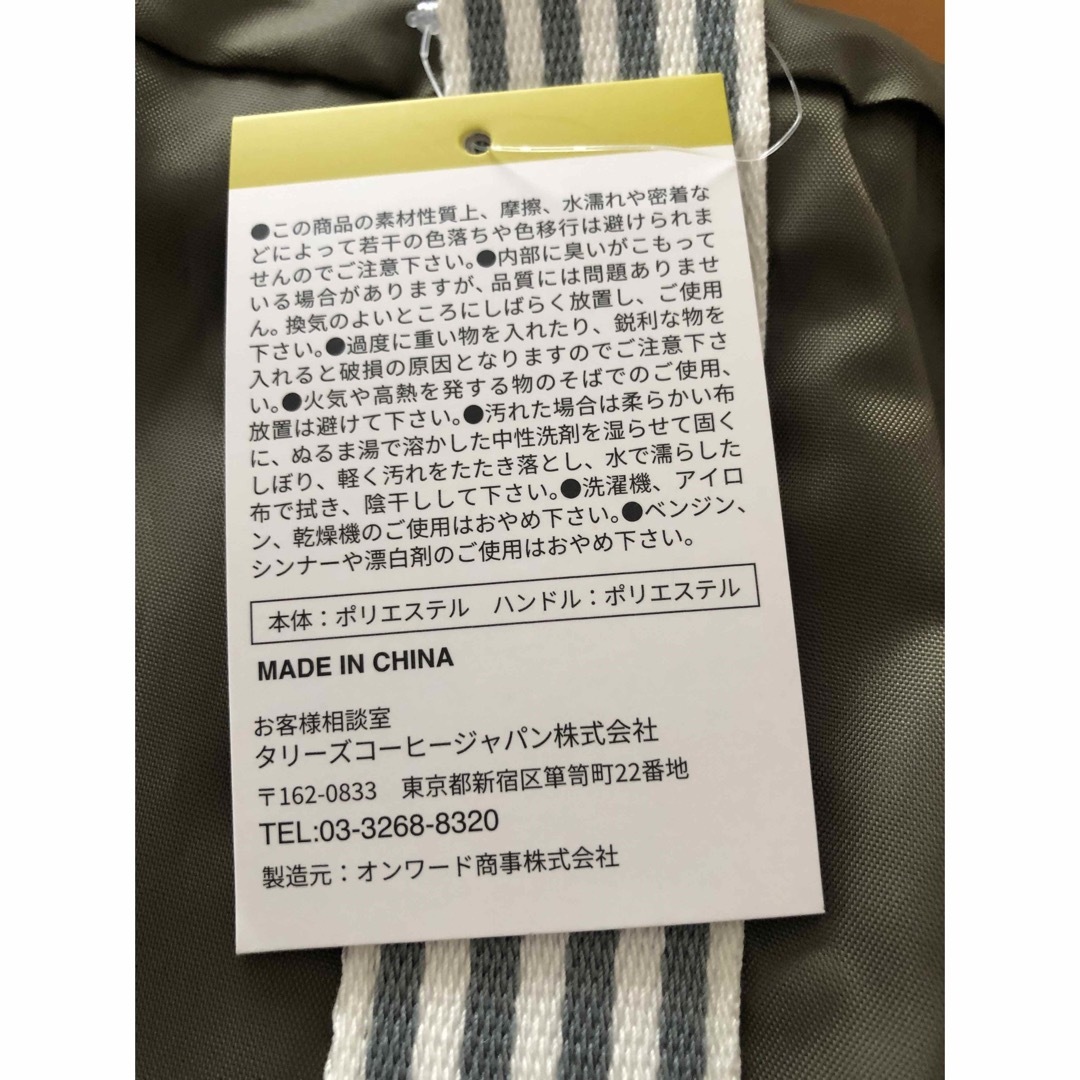 ●この商品の素材性質上、摩擦、水濡れや密着な
どによって若干の色落ちや色移行は避けられま
せんのでご注意下さい。●内部に臭いがこもって
いる場合がありますが、品質には問題ありませ
ん。換気のよいところにしばらく放置し、ご使用
下さい。●過度に重い物を入れたり、鋭利な物を
入れると破損の原因となりますのでご注意下さ
い。●火気や高熱を発する物のそばでのご使用、
放置は避けて下さい。●汚れた場合は柔らかい布
に、ぬるま湯で溶かした中性洗剤を湿らせて固く
しぼり、軽く汚れをたたき落とし、水で濡らした
布で拭き、陰干しして下さい。●洗濯機、アイロ
ン、乾燥機のご使用はおやめ下さい。●ベンジン、
シンナーや漂白剤のご使用はおやめ下さい。
本体：ポリエステル　ハンドル：ポリエステル
MADE IN CHINA
お客様相談室
タリーズコーヒージャパン株式会社
〒162-0833　東京都新宿区箪笥町22番地
TEL:03-3268-8320
製造元：オンワード商事株式会社